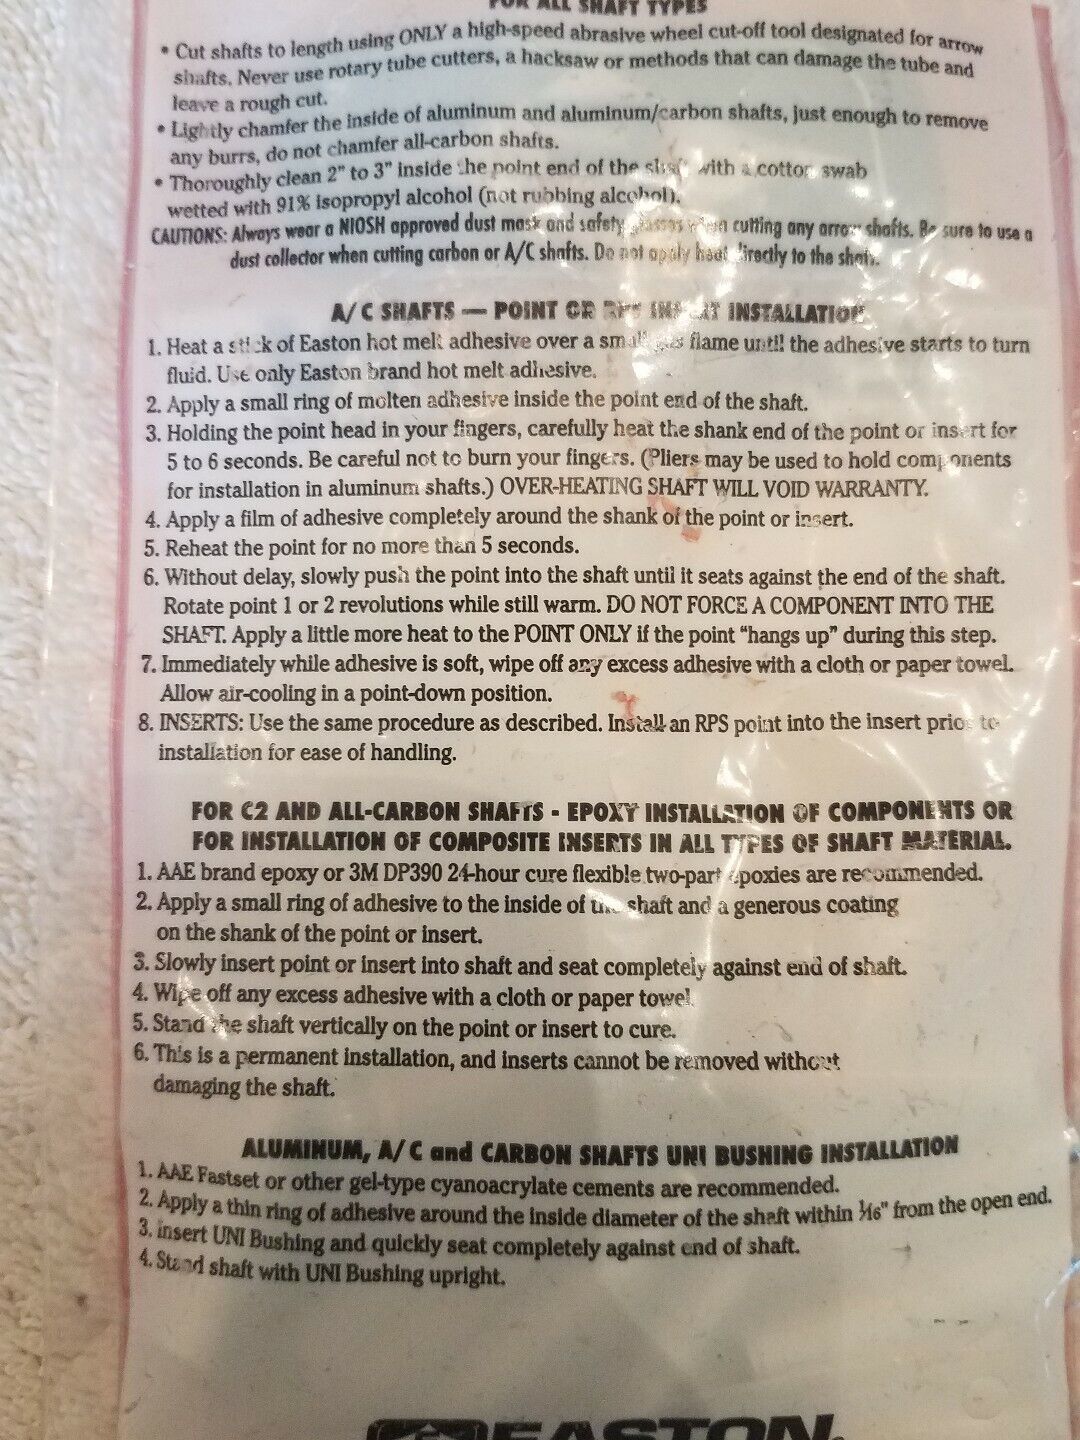 FOR ALL SHAFT TYPES
• Cut shafts to length using ONLY a high-speed abrasive wheel cut-off tool designated for arrow
shafts. Never use rotary tube cutters, a hacksaw or methods that can damage the tube and
leave a rough cut.
• Lightly chamfer the inside of aluminum and aluminum/carbon shafts, just enough to remove
any burrs, do not chamfer all-carbon shafts.
• Thoroughly clean 2" to 3" inside the point end of the shaft with a cotton swab
wetted with 91% isopropyl alcohol (not rubbing alcohol).
CAUTIONS: Always wear a NIOSH approved dust mask and safety glasses when cutting any arrow shafts. Be sure to use a
dust collector when cutting carbon or A/C shafts. Do not apply heat directly to the shaft.
A/C SHAFTS — POINT OR RPS INSERT INSTALLATION
1. Heat a stick of Easton hot melt adhesive over a small gas flame until the adhesive starts to turn
fluid. Use only Easton brand hot melt adhesive.
2. Apply a small ring of molten adhesive inside the point end of the shaft.
3. Holding the point head in your fingers, carefully heat the shank end of the point or insert for
5 to 6 seconds. Be careful not to burn your fingers. (Pliers may be used to hold components
for installation in aluminum shafts.) OVER-HEATING SHAFT WILL VOID WARRANTY.
4. Apply a film of adhesive completely around the shank of the point or insert.
5. Reheat the point for no more than 5 seconds.
6. Without delay, slowly push the point into the shaft until it seats against the end of the shaft.
Rotate point 1 or 2 revolutions while still warm. DO NOT FORCE A COMPONENT INTO THE
SHAFT. Apply a little more heat to the POINT ONLY if the point "hangs up" during this step.
7. Immediately while adhesive is soft, wipe off any excess adhesive with a cloth or paper towel.
Allow air-cooling in a point-down position.
8. INSERTS: Use the same procedure as described. Install an RPS point into the insert prior to
installation for ease of handling.
FOR C2 AND ALL-CARBON SHAFTS - EPOXY INSTALLATION OF COMPONENTS OR
FOR INSTALLATION OF COMPOSITE INSERTS IN ALL TYPES OF SHAFT MATERIAL.
1. AAE brand epoxy or 3M DP390 24-hour cure flexible two-part epoxies are recommended.
2. Apply a small ring of adhesive to the inside of the shaft and a generous coating
on the shank of the point or insert.
3. Slowly insert point or insert into shaft and seat completely against end of shaft.
4. Wipe off any excess adhesive with a cloth or paper towel.
5. Stand the shaft vertically on the point or insert to cure.
6. This is a permanent installation, and inserts cannot be removed without
damaging the shaft.
ALUMINUM, A/C and CARBON SHAFTS UNI BUSHING INSTALLATION
1. AAE Fastset or other gel-type cyanoacrylate cements are recommended.
2. Apply a thin ring of adhesive around the inside diameter of the shaft within 1/16" from the open end.
3. insert UNI Bushing and quickly seat completely against end of shaft.
4. Stand shaft with UNI Bushing upright.
EASTON